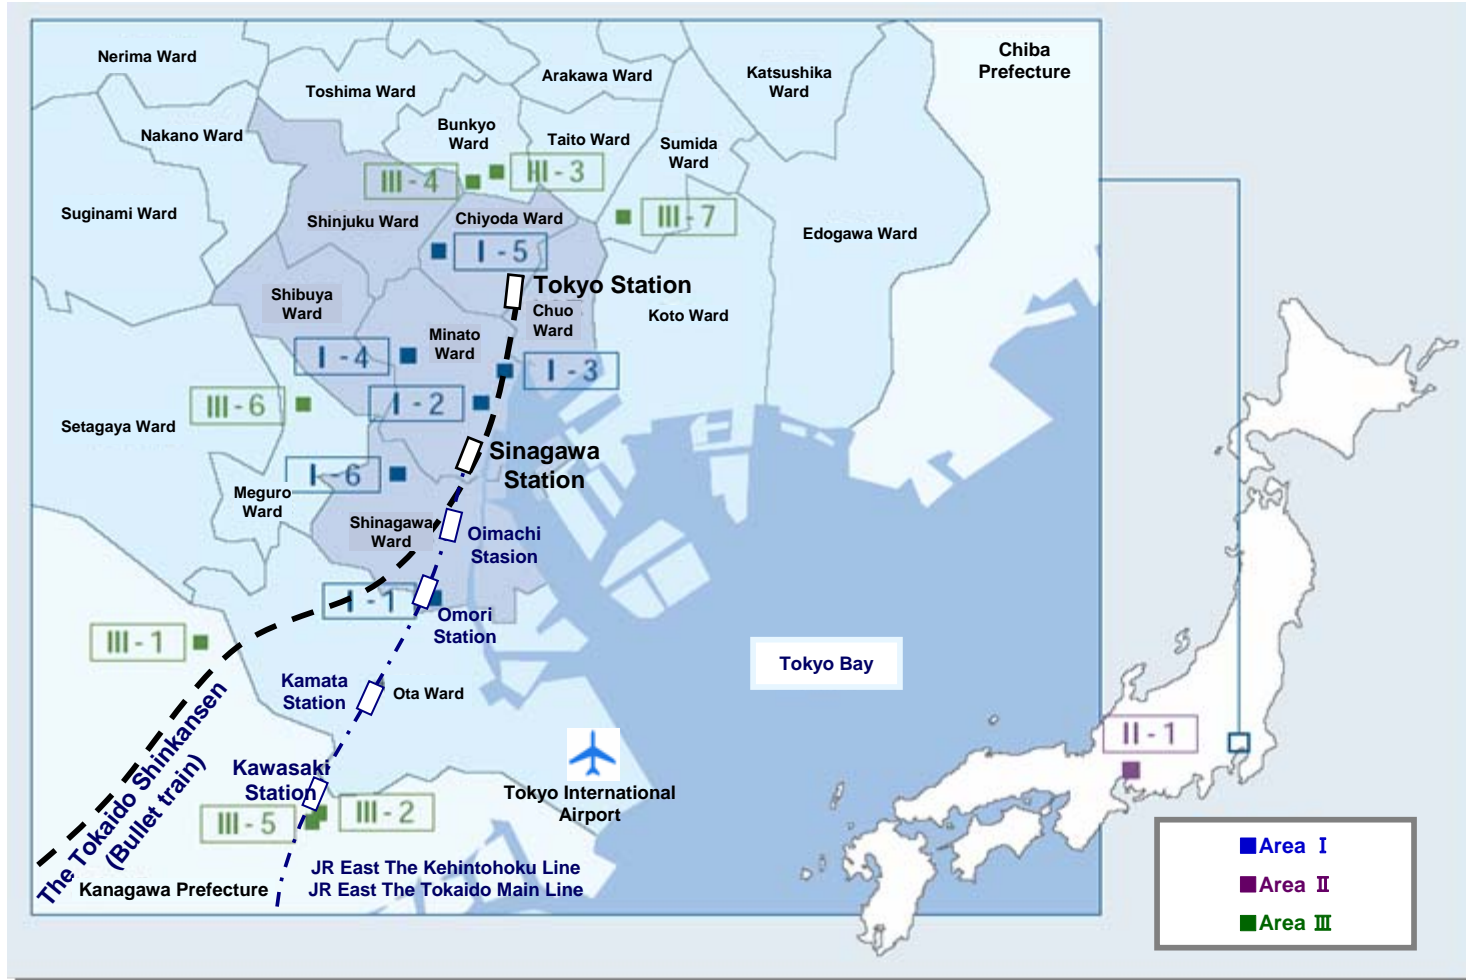 Nerima Ward
Toshima Ward
Arakawa Ward
Katsushika
Ward
Chiba
Prefecture
Nakano Ward
Bunkyo
Ward
Taito Ward
Sumida
Ward
III - 4
III - 3
Suginami Ward
Shinjuku Ward
Chiyoda Ward
III - 7
Edogawa Ward
I - 5
Tokyo Station
Shibuya
Ward
Chuo
Ward
Koto Ward
Minato
Ward
I - 4
I - 3
III - 6
I - 2
Setagaya Ward
Sinagawa
Station
I - 6
Meguro
Ward
Shinagawa
Ward
Oimachi
Stasion
I - 1
Omori
Station
III - 1
Tokyo Bay
Kamata
Station
Ota Ward
The Tokaido Shinkansen
(Bullet train)
II - 1
Kawasaki
Station
Tokyo International
Airport
III - 5
III - 2
JR East The Kehintohoku Line
JR East The Tokaido Main Line
Kanagawa Prefecture
Area Ⅰ
Area Ⅱ
Area Ⅲ